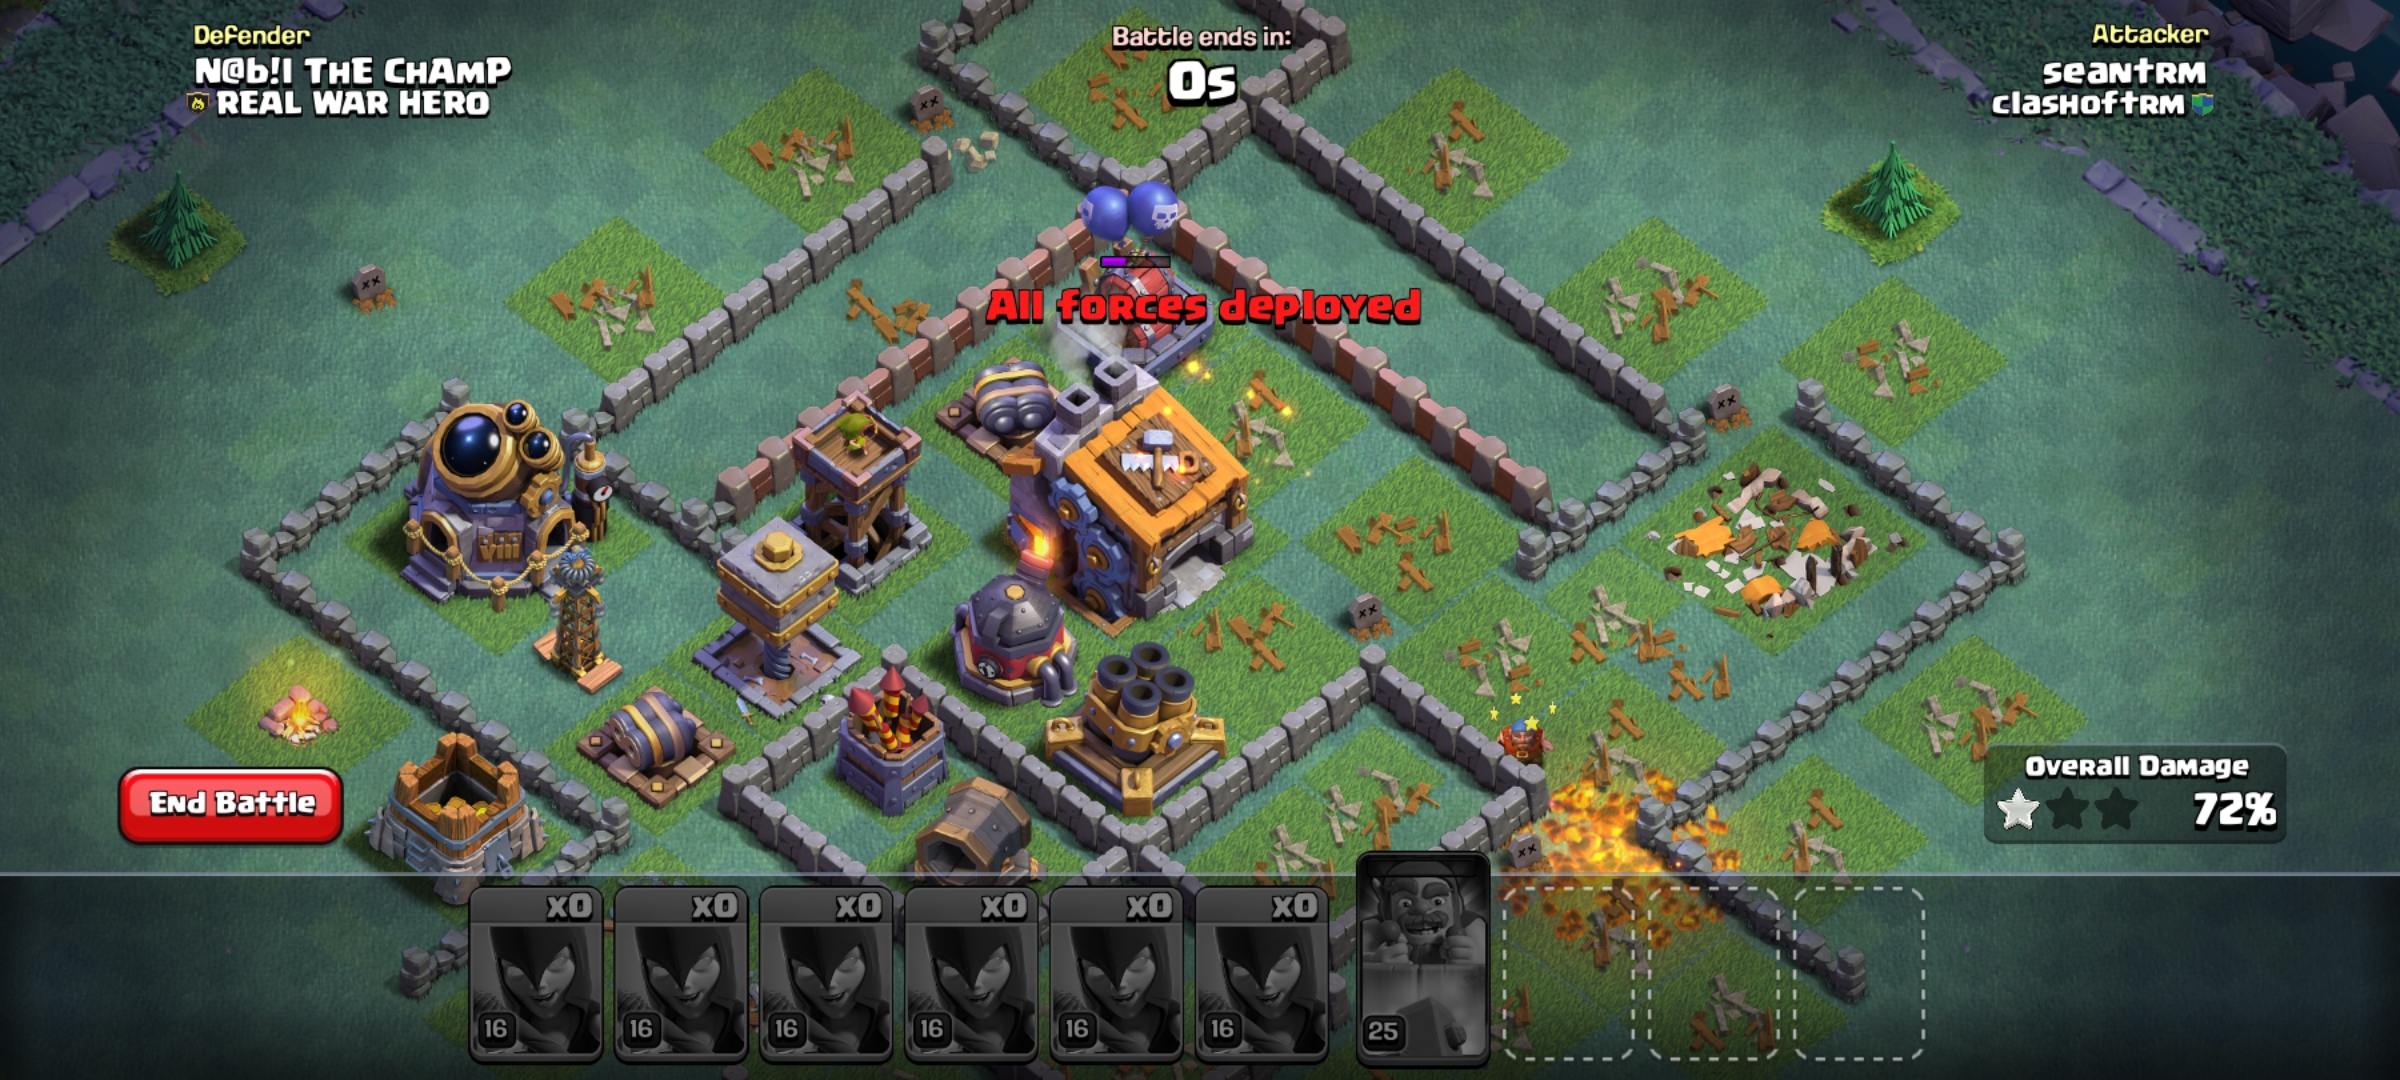 Defender
N@b!l THE CHAMP
REAL WAR HERO
Battle ends in:
0s
Attacker
seantRM
clashoftRM
All forces deployed
VIII
End Battle
Overall Damage
72%
x0
x0
x0
x0
x0
x0
16
16
16
16
16
16
25